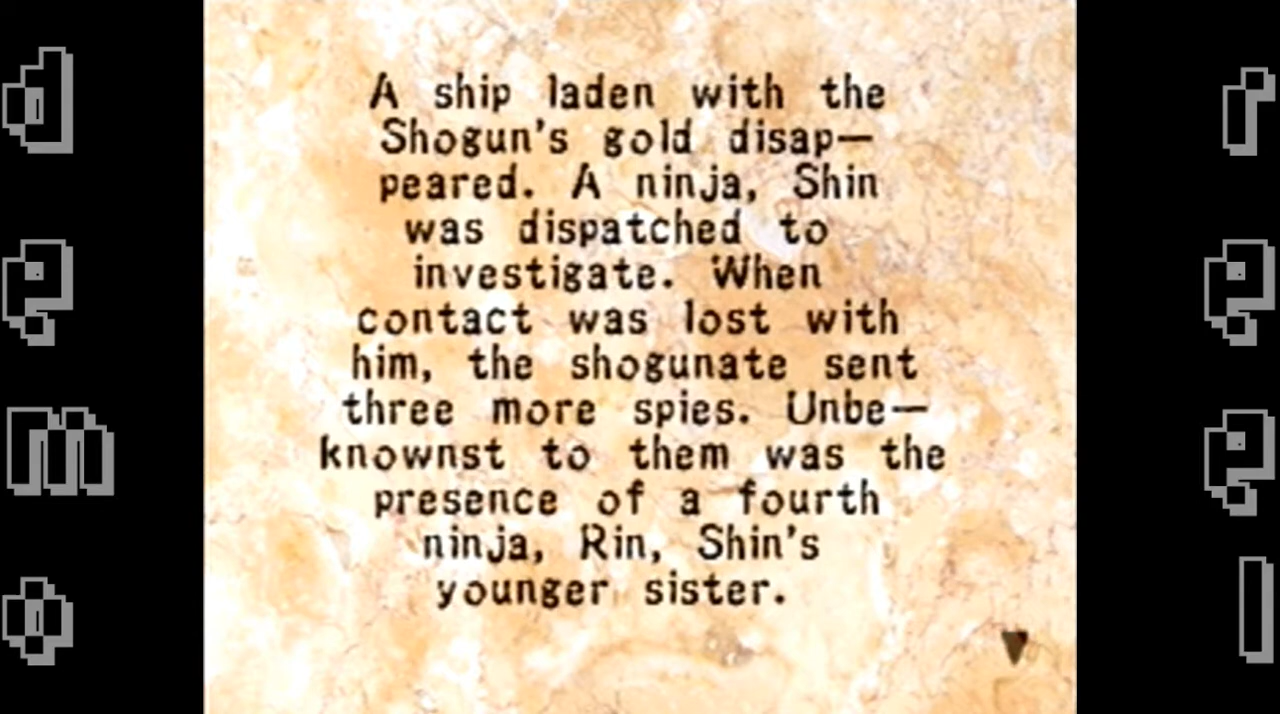 A ship laden with the
Shogun's gold disap—
peared. A ninja, Shin
was dispatched to
investigate. When
contact was lost with
him, the shogunate sent
three more spies. Unbe—
knownst to them was the
presence of a fourth
ninja, Rin, Shin's
younger sister.
demo
reel